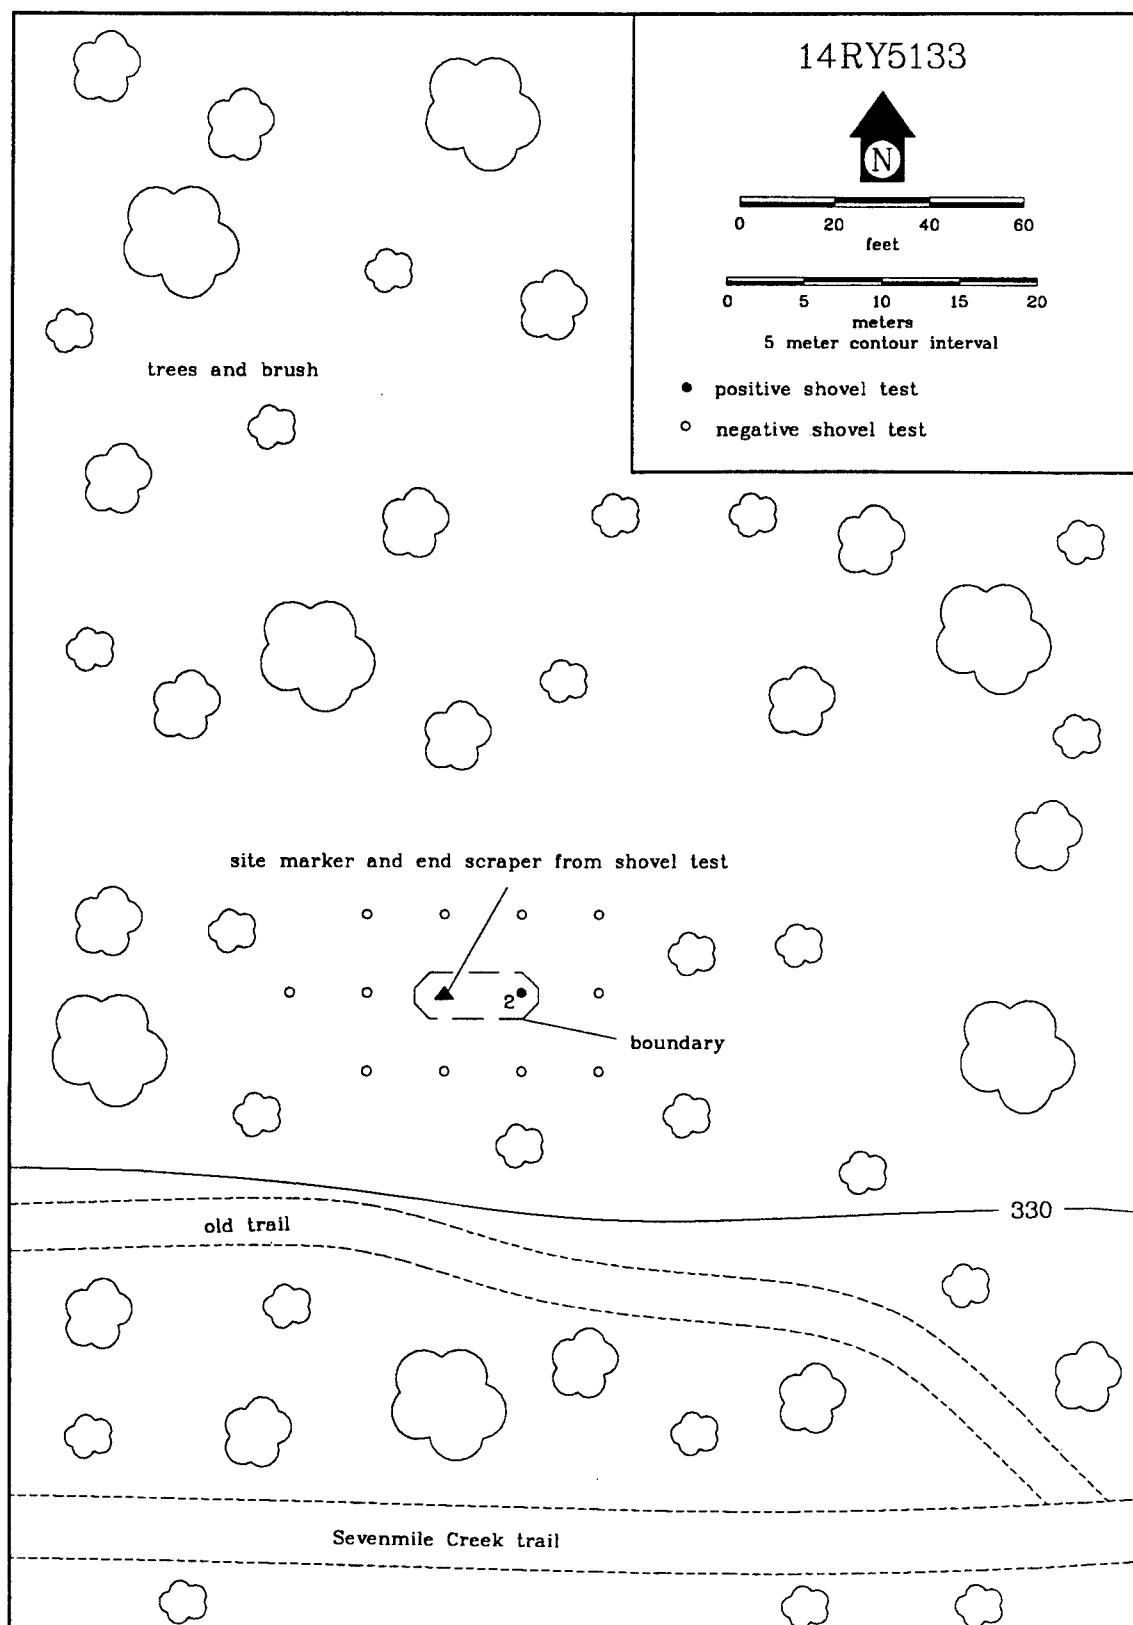 14RY5133
N
0 20 40 60
feet
0 5 10 15 20
meters
5 meter contour interval
positive shovel test
negative shovel test
trees and brush
site marker and end scraper from shovel test
2
boundary
330
old trail
Sevenmile Creek trail